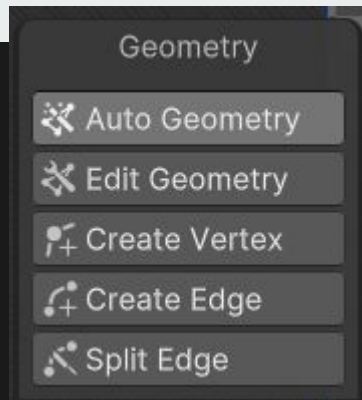 Geometry
Auto Geometry
Edit Geometry
Create Vertex
Create Edge
Split Edge